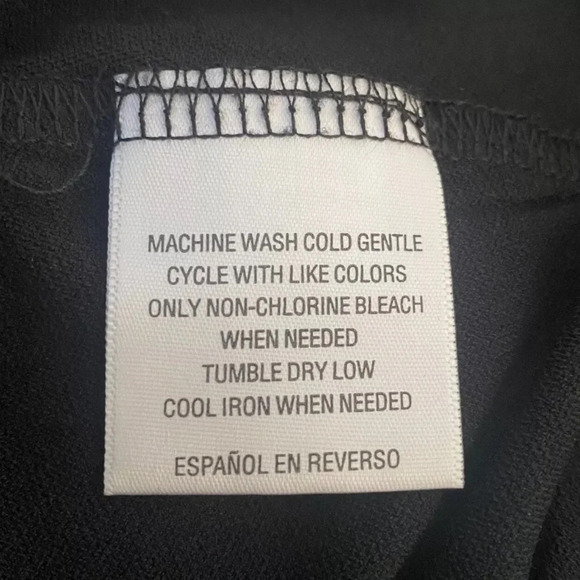 MACHINE WASH COLD GENTLE
CYCLE WITH LIKE COLORS
ONLY NON-CHLORINE BLEACH
WHEN NEEDED
TUMBLE DRY LOW
COOL IRON WHEN NEEDED
ESPAÑOL EN REVERSO